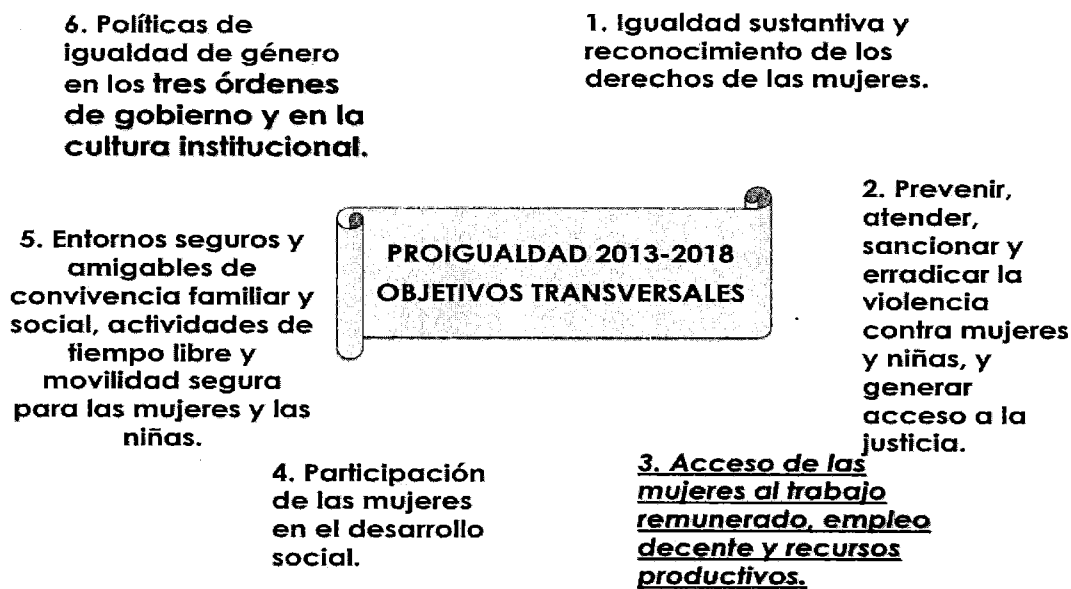 6. Políticas de
igualdad de género
en los tres órdenes
de gobierno y en la
cultura institucional.
1. Igualdad sustantiva y
reconocimiento de los
derechos de las mujeres.
2. Prevenir,
atender,
sancionar y
erradicar la
violencia
contra mujeres
y niñas, y
generar
acceso a la
justicia.
PROIGUALDAD 2013-2018
OBJETIVOS TRANSVERSALES
5. Entornos seguros y
amigables de
convivencia familiar y
social, actividades de
tiempo libre y
movilidad segura
para las mujeres y las
niñas.
4. Participación
de las mujeres
en el desarrollo
social.
3. Acceso de las
mujeres al trabajo
remunerado, empleo
decente y recursos
productivos.